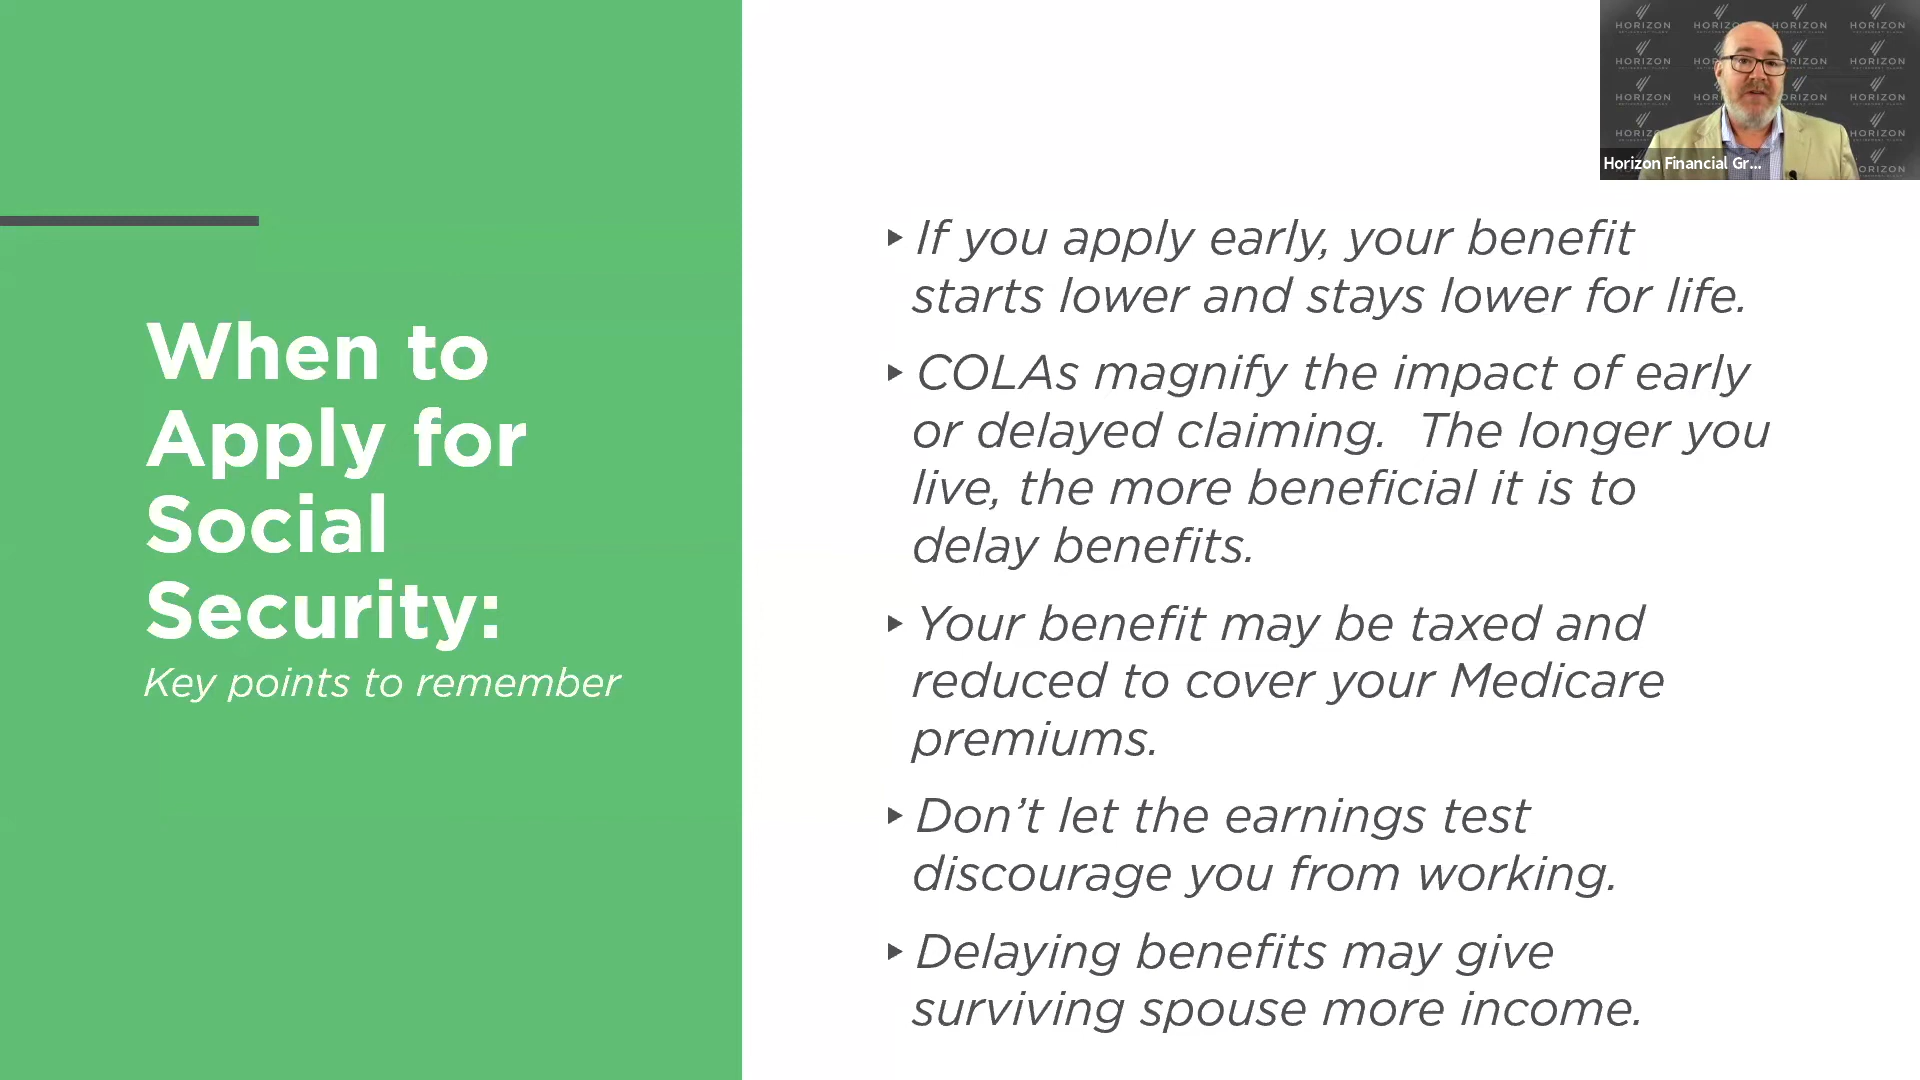 When to
Apply for
Social
Security:
Key points to remember
▸ If you apply early, your benefit
starts lower and stays lower for life.
▸ COLAs magnify the impact of early
or delayed claiming.  The longer you
live, the more beneficial it is to
delay benefits.
▸ Your benefit may be taxed and
reduced to cover your Medicare
premiums.
▸ Don’t let the earnings test
discourage you from working.
▸ Delaying benefits may give
surviving spouse more income.
HORIZON
Horizon Financial Gr...